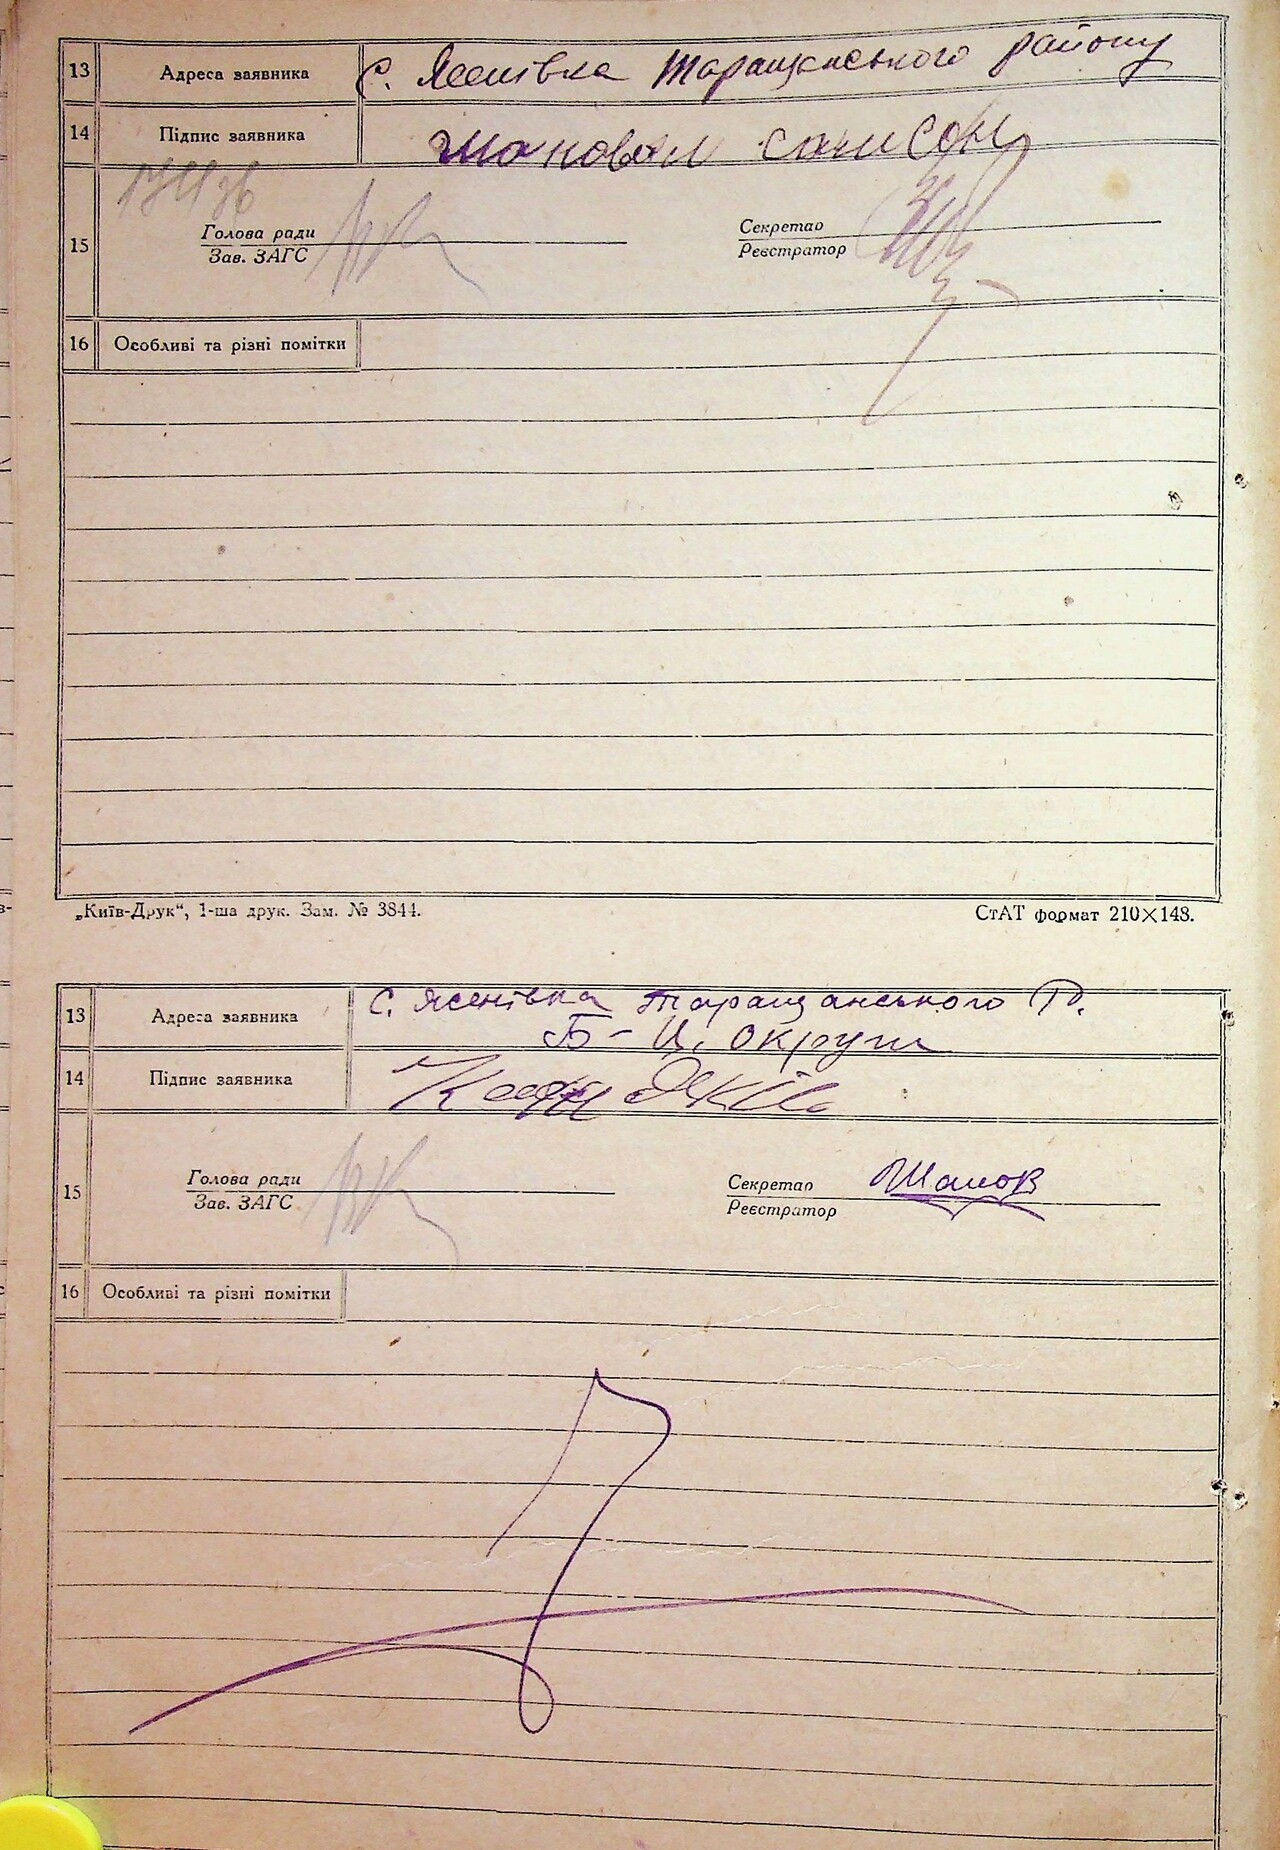 13 Адреса заявника С. Ясенівка Таращанського району
14 Підпис заявника
15 Голова ради Секретар
Зав. ЗАГС Реєстратор
16 Особливі та різні помітки
„Київ-Друк“, 1-ша друк. Зам. № 3844. СтАТ формат 210×148.
13 Адреса заявника С. Ясенівка Таращанського Р.
Б-Ц. округи
14 Підпис заявника
15 Голова ради Секретар
Зав. ЗАГС Реєстратор
16 Особливі та різні помітки